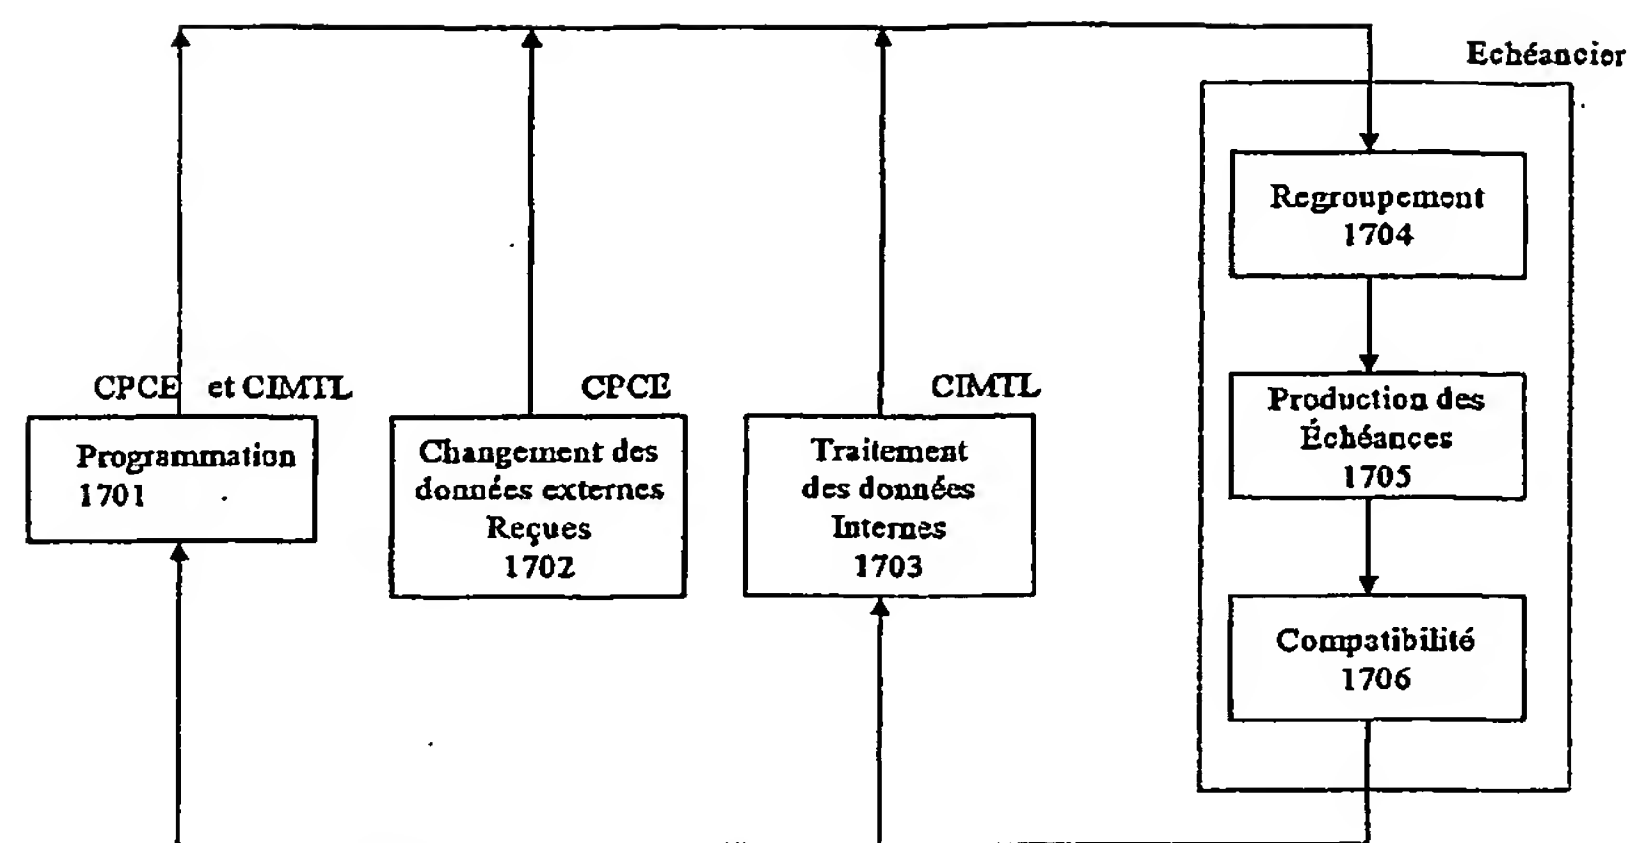 Echéancier
Regroupement
1704
CPCE et CIMTL
CPCE
CIMTL
Programmation
1701
Changement des
données externes
Reçues
1702
Traitement
des données
Internes
1703
Production des
Échéances
1705
Compatibilité
1706